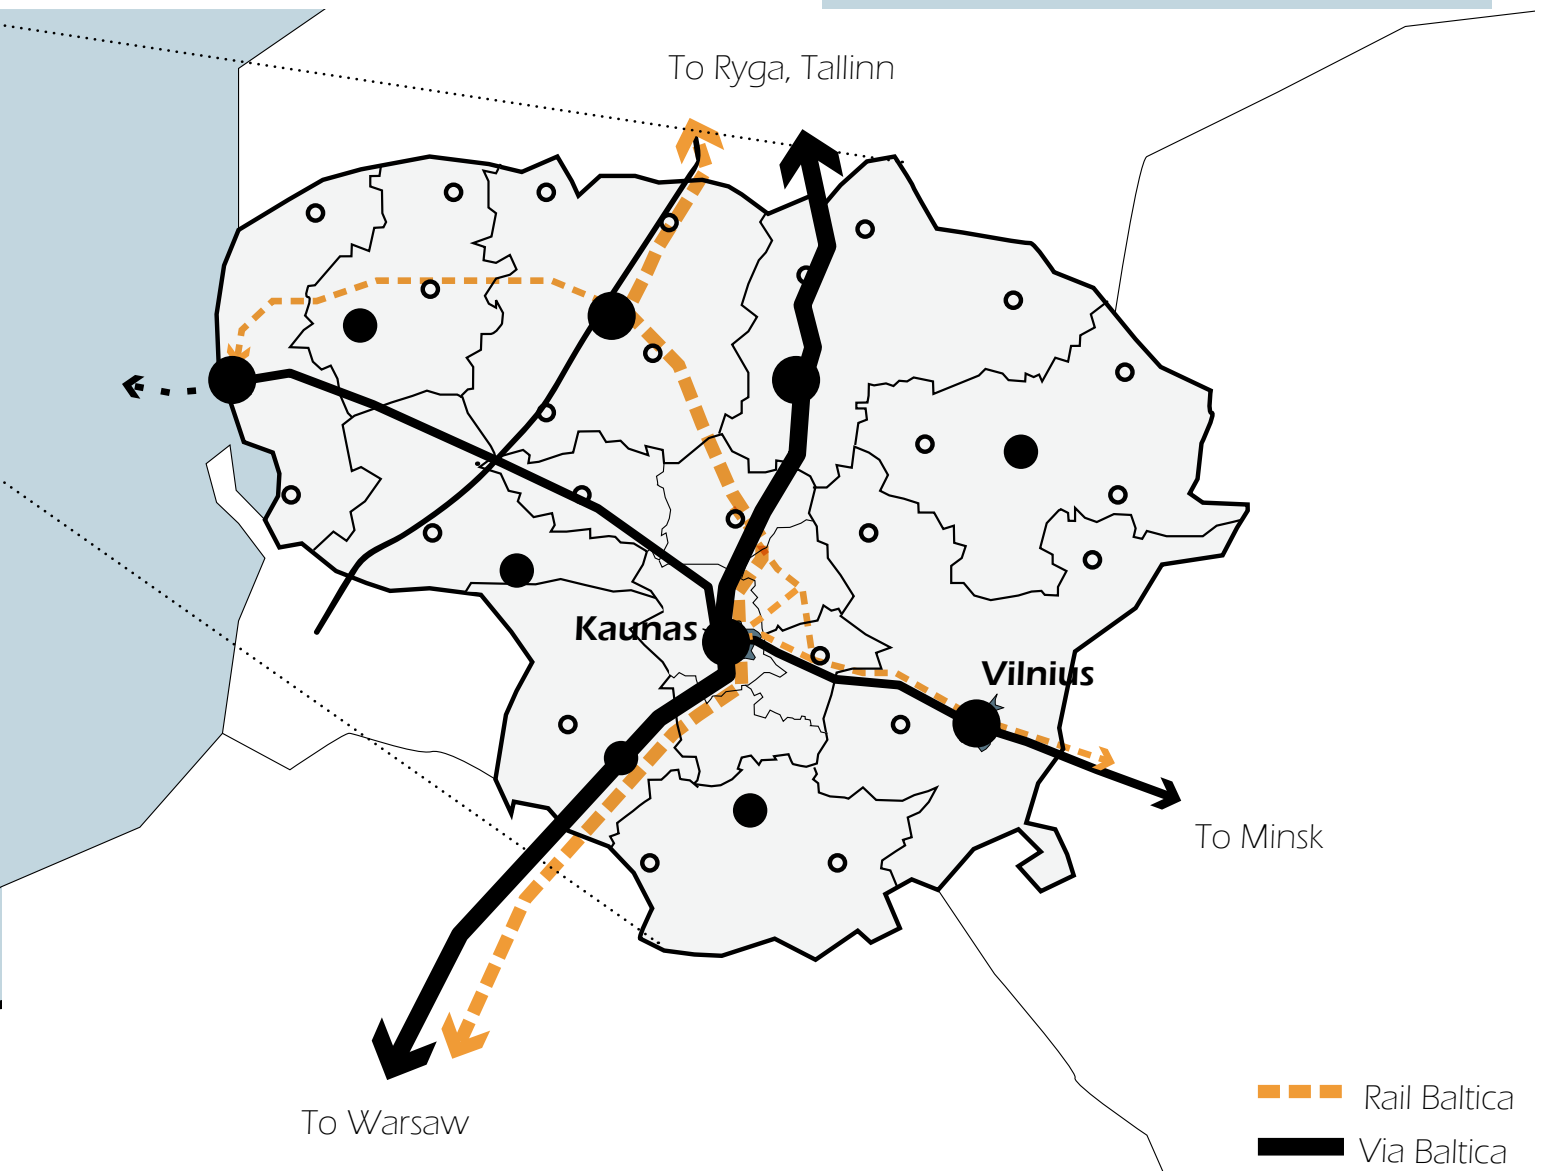 To Ryga, Tallinn
Kaunas
Vilnius
To Minsk
To Warsaw
Rail Baltica
Via Baltica